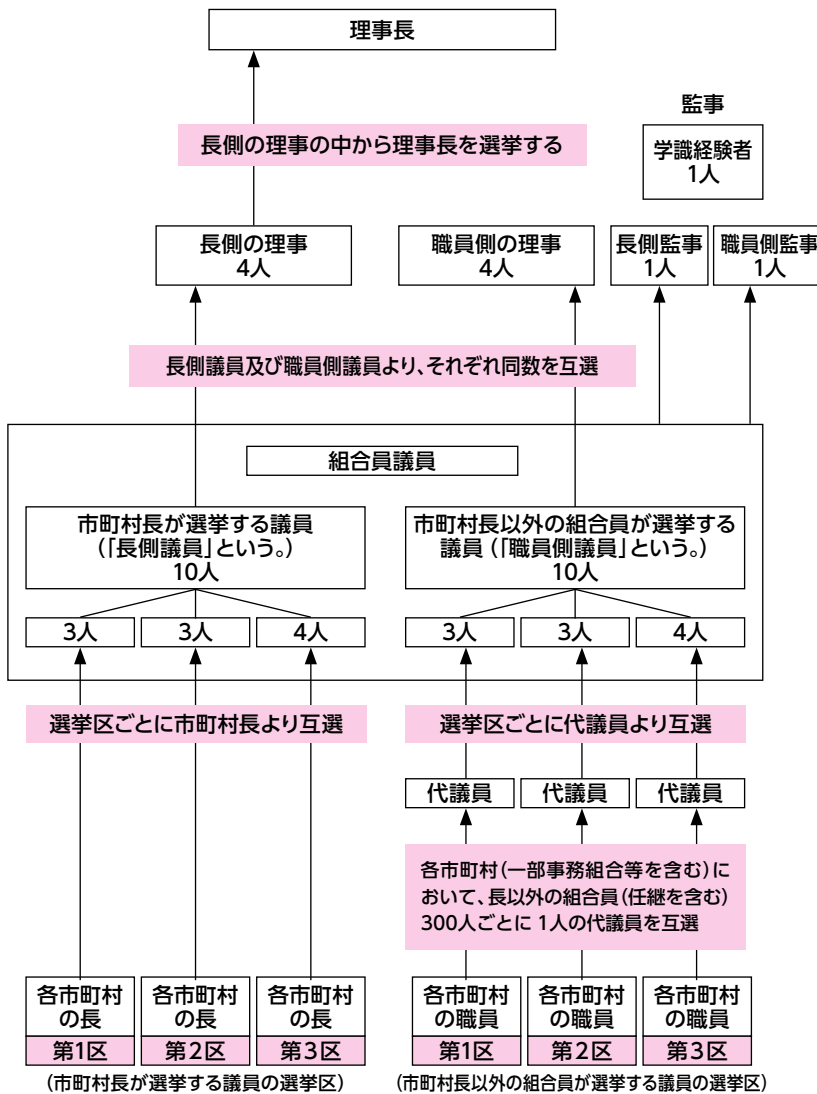 理事長
監事
長側の理事の中から理事長を選挙する
学識経験者
1人
長側の理事
4人
職員側の理事
4人
長側監事
1人
職員側監事
1人
長側議員及び職員側議員より、それぞれ同数を互選
組合員議員
市町村長が選挙する議員
(「長側議員」という。)
10人
市町村長以外の組合員が選挙する
議員(「職員側議員」という。)
10人
3人
3人
4人
3人
3人
4人
選挙区ごとに市町村長より互選
選挙区ごとに代議員より互選
代議員
代議員
代議員
各市町村(一部事務組合等を含む)に
おいて、長以外の組合員(任継を含む)
300人ごとに1人の代議員を互選
各市町村
の長
第1区
各市町村
の長
第2区
各市町村
の長
第3区
各市町村
の職員
第1区
各市町村
の職員
第2区
各市町村
の職員
第3区
(市町村長が選挙する議員の選挙区)
(市町村長以外の組合員が選挙する議員の選挙区)